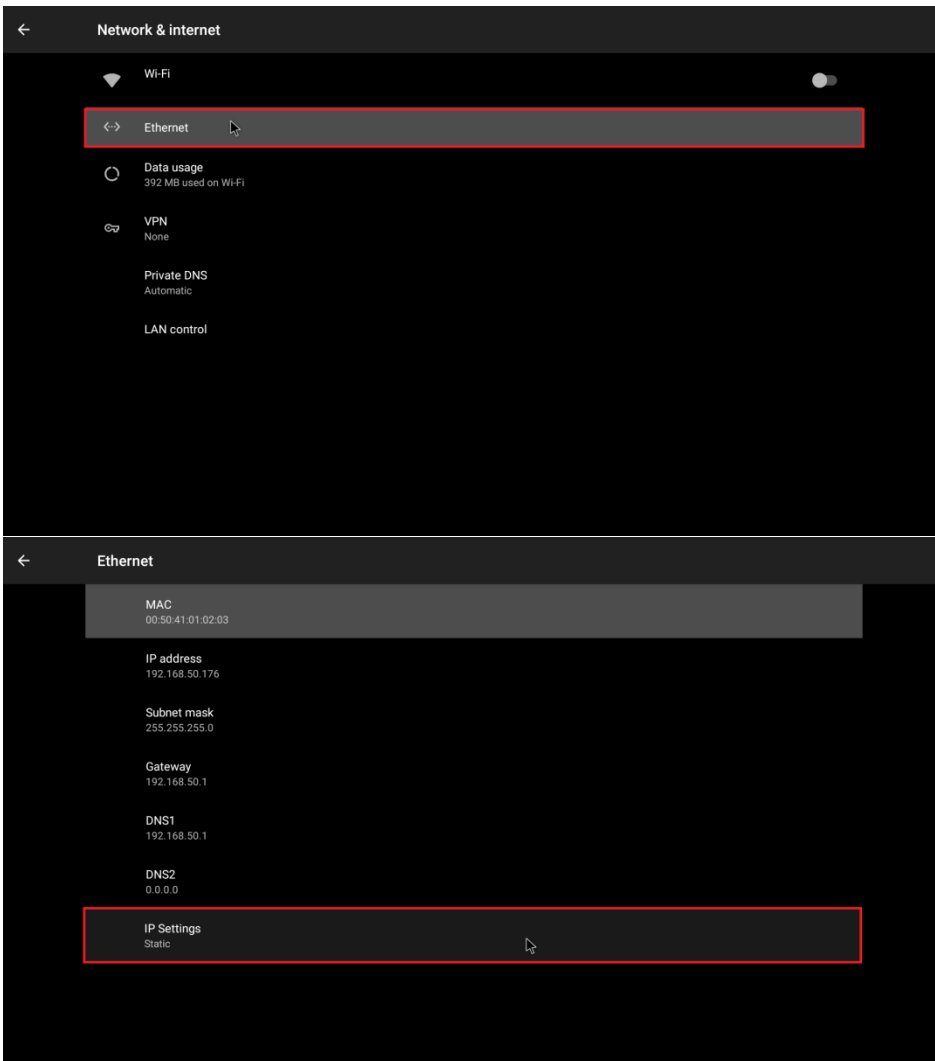 Network & internet
Wi-Fi
Ethernet
Data usage
392 MB used on Wi-Fi
VPN
None
Private DNS
Automatic
LAN control
Ethernet
MAC
00:50:41:01:02:03
IP address
192.168.50.176
Subnet mask
255.255.255.0
Gateway
192.168.50.1
DNS1
192.168.50.1
DNS2
0.0.0.0
IP Settings
Static